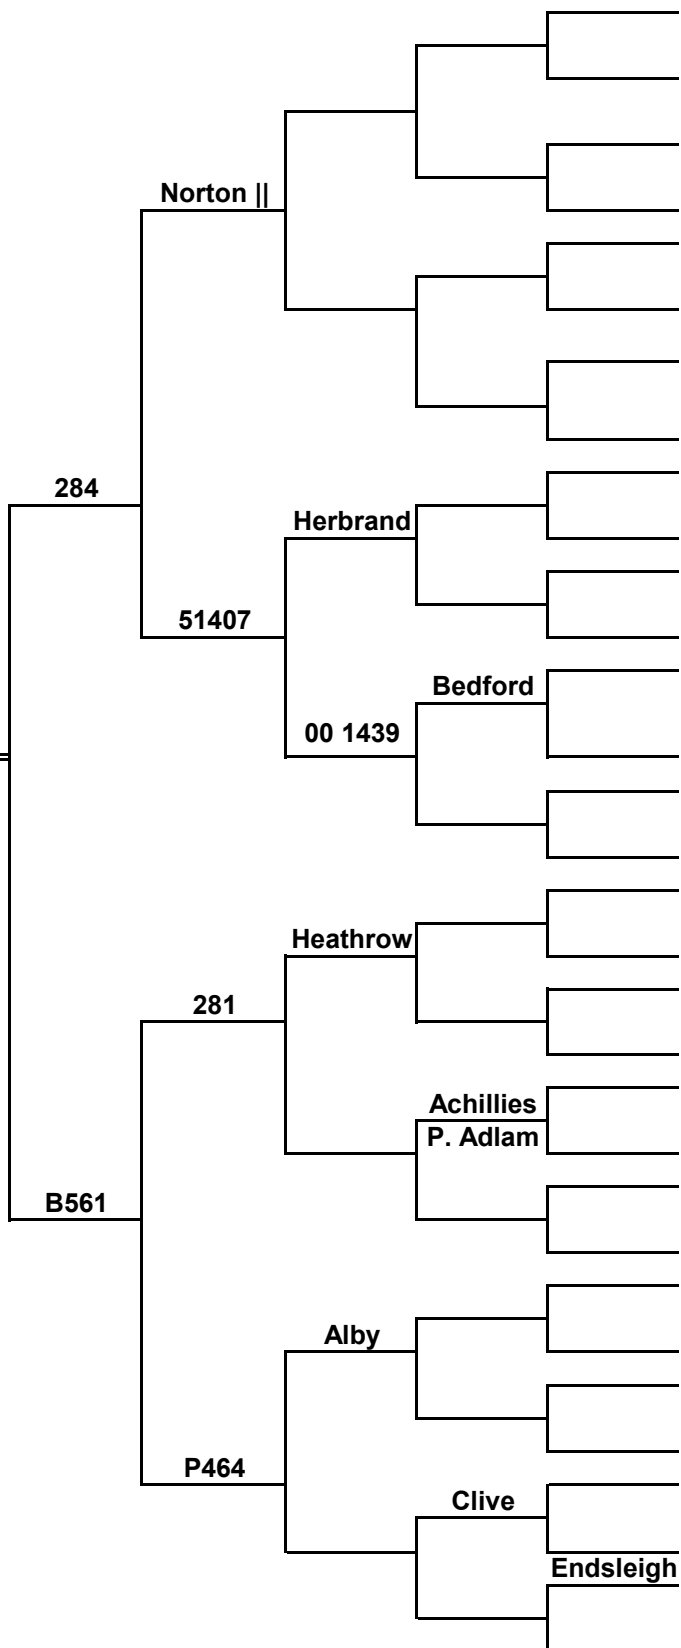 Norton ||
284
Herbrand
51407
Bedford
00 1439
Heathrow
281
Achillies
P. Adlam
B561
Alby
P464
Clive
Endsleigh